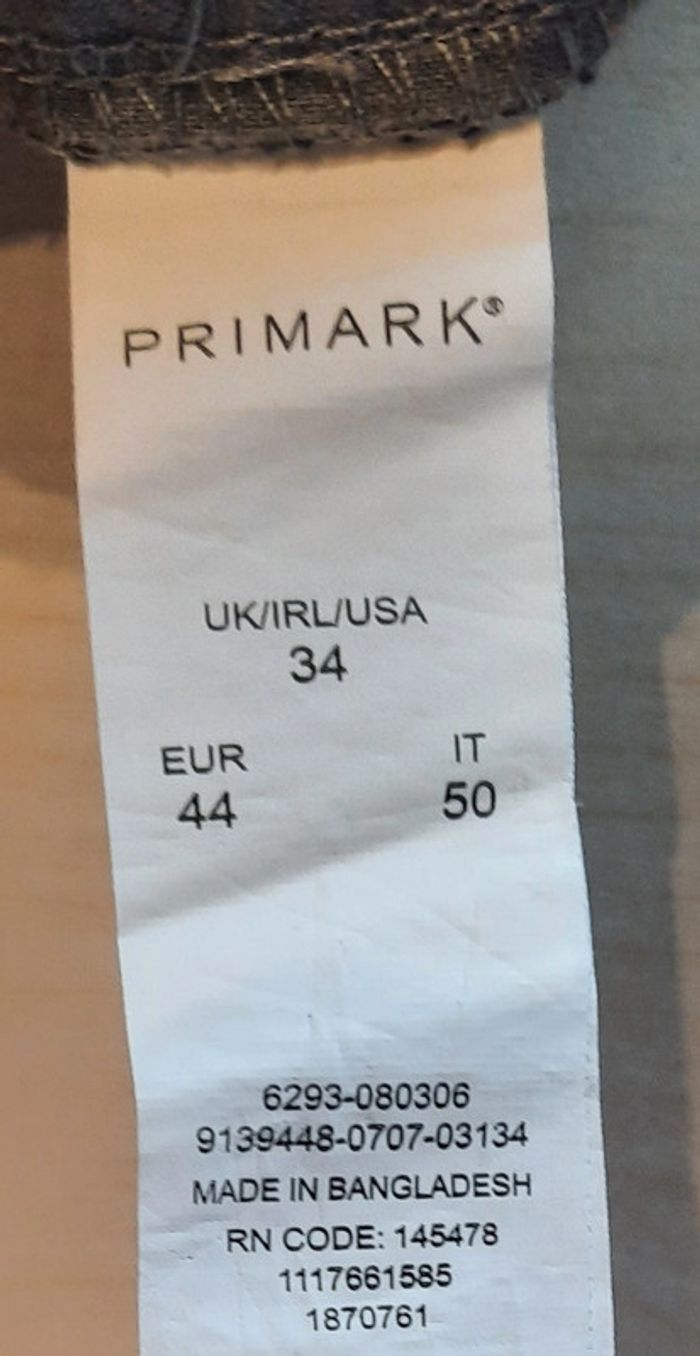 PRIMARK®
UK/IRL/USA
34
EUR IT
44 50
6293-080306
9139448-0707-03134
MADE IN BANGLADESH
RN CODE: 145478
1117661585
1870761